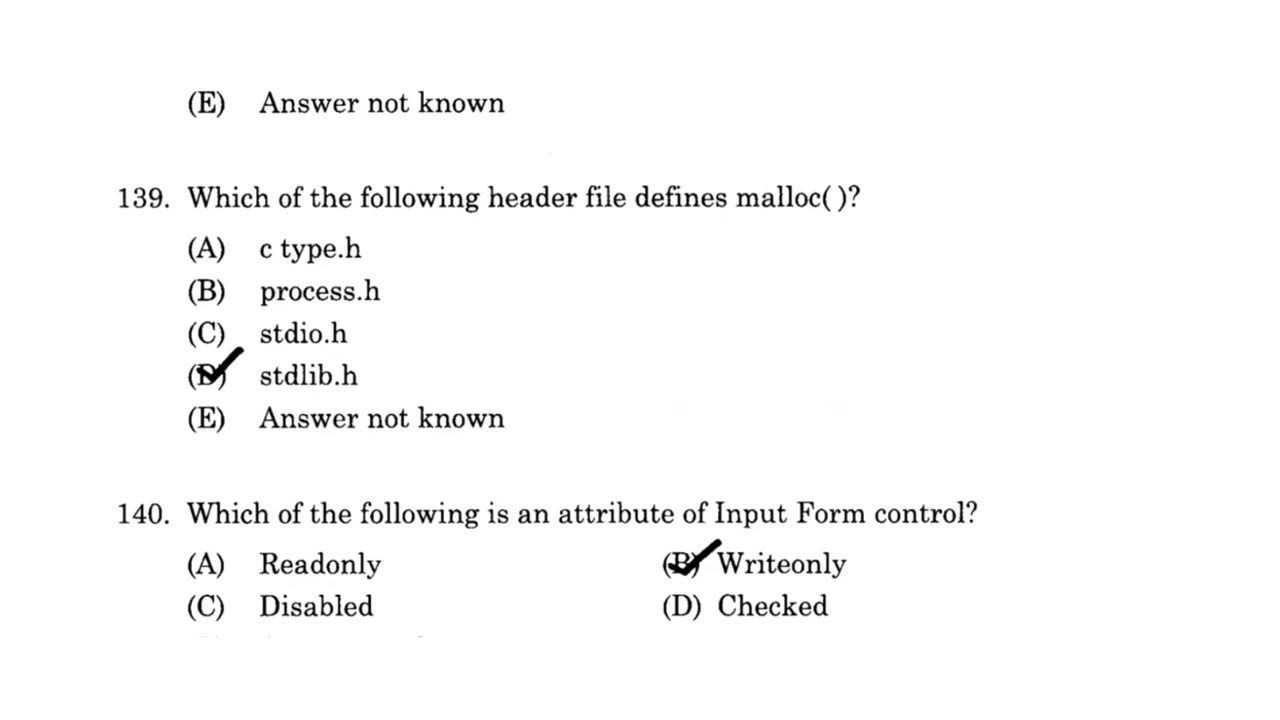 (E) Answer not known
139. Which of the following header file defines malloc( )?
(A) c type.h
(B) process.h
(C) stdio.h
(D) stdlib.h
(E) Answer not known
140. Which of the following is an attribute of Input Form control?
(A) Readonly (B) Writeonly
(C) Disabled (D) Checked